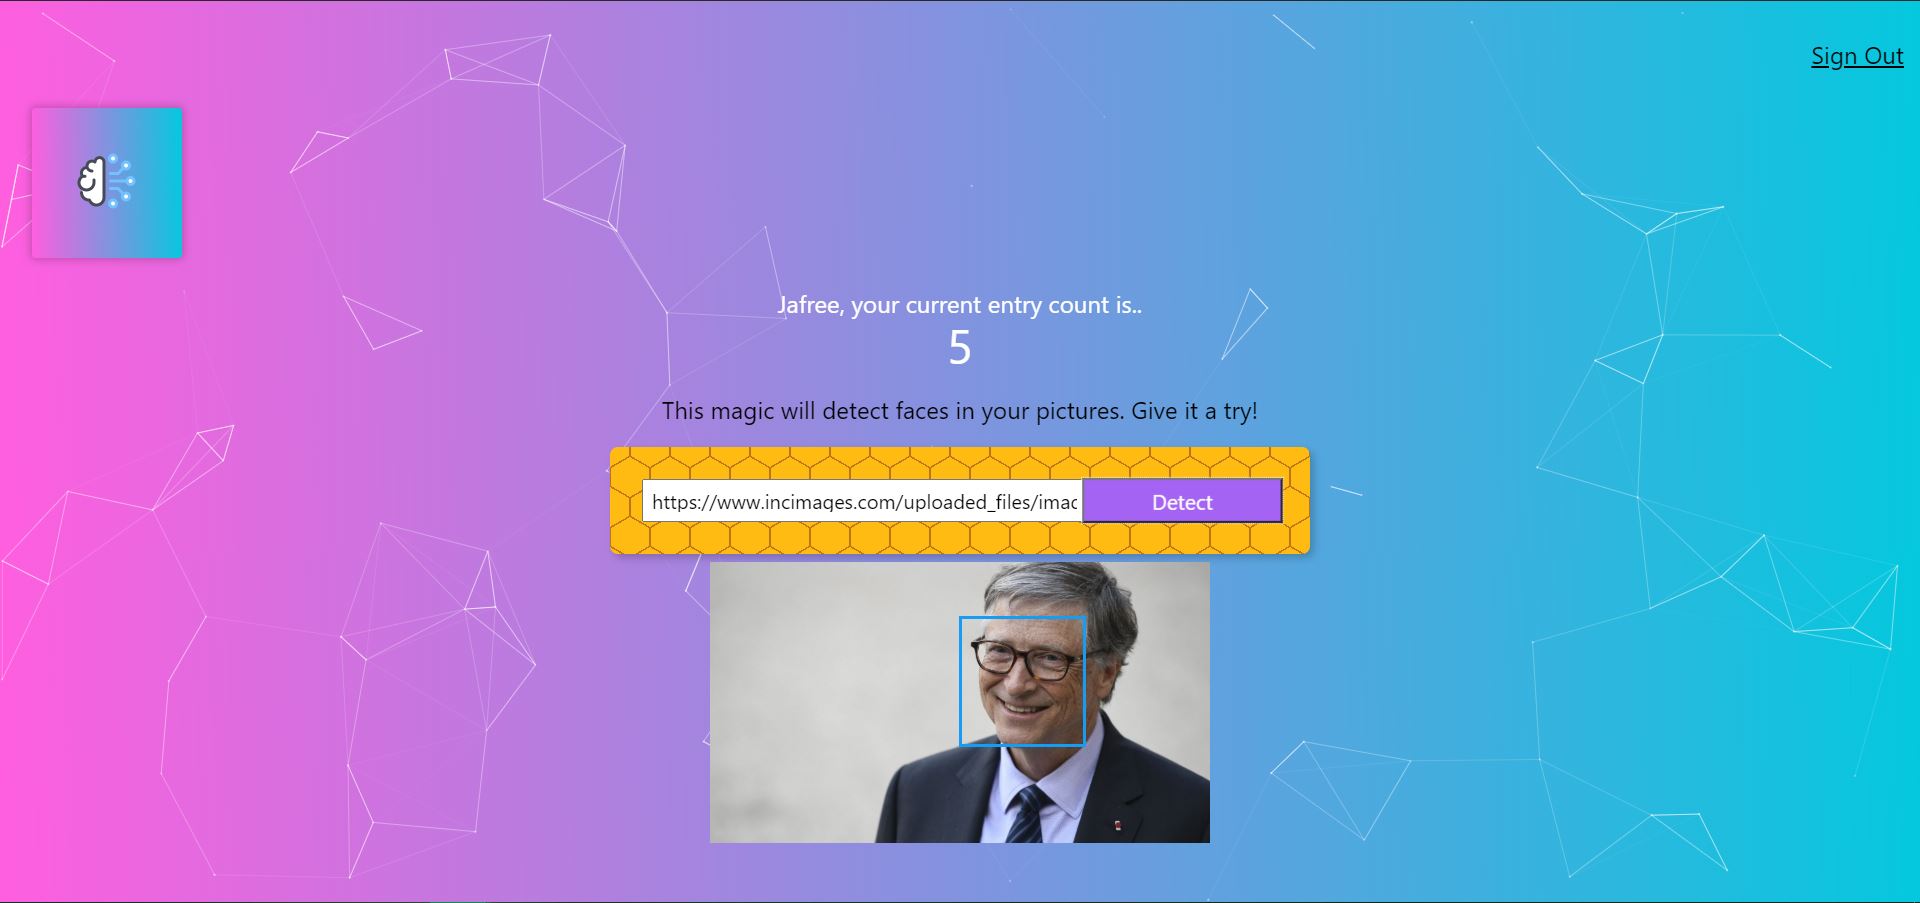 Sign Out
Jafree, your current entry count is..
5
This magic will detect faces in your pictures. Give it a try!
https://www.incimages.com/uploaded_files/imag Detect